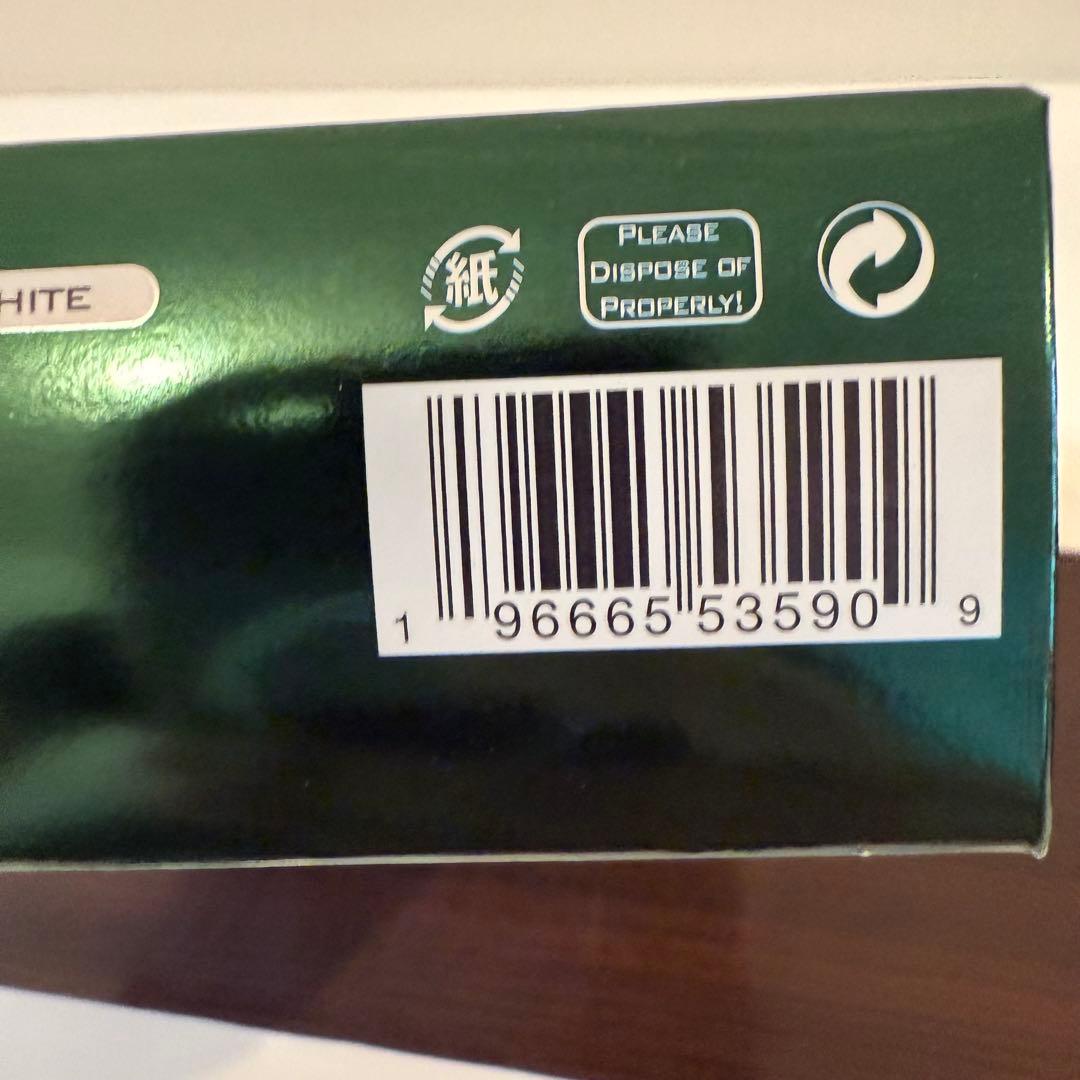 HITE
紙
PLEASE
DISPOSE OF
PROPERLY!
1 96665 53590 9